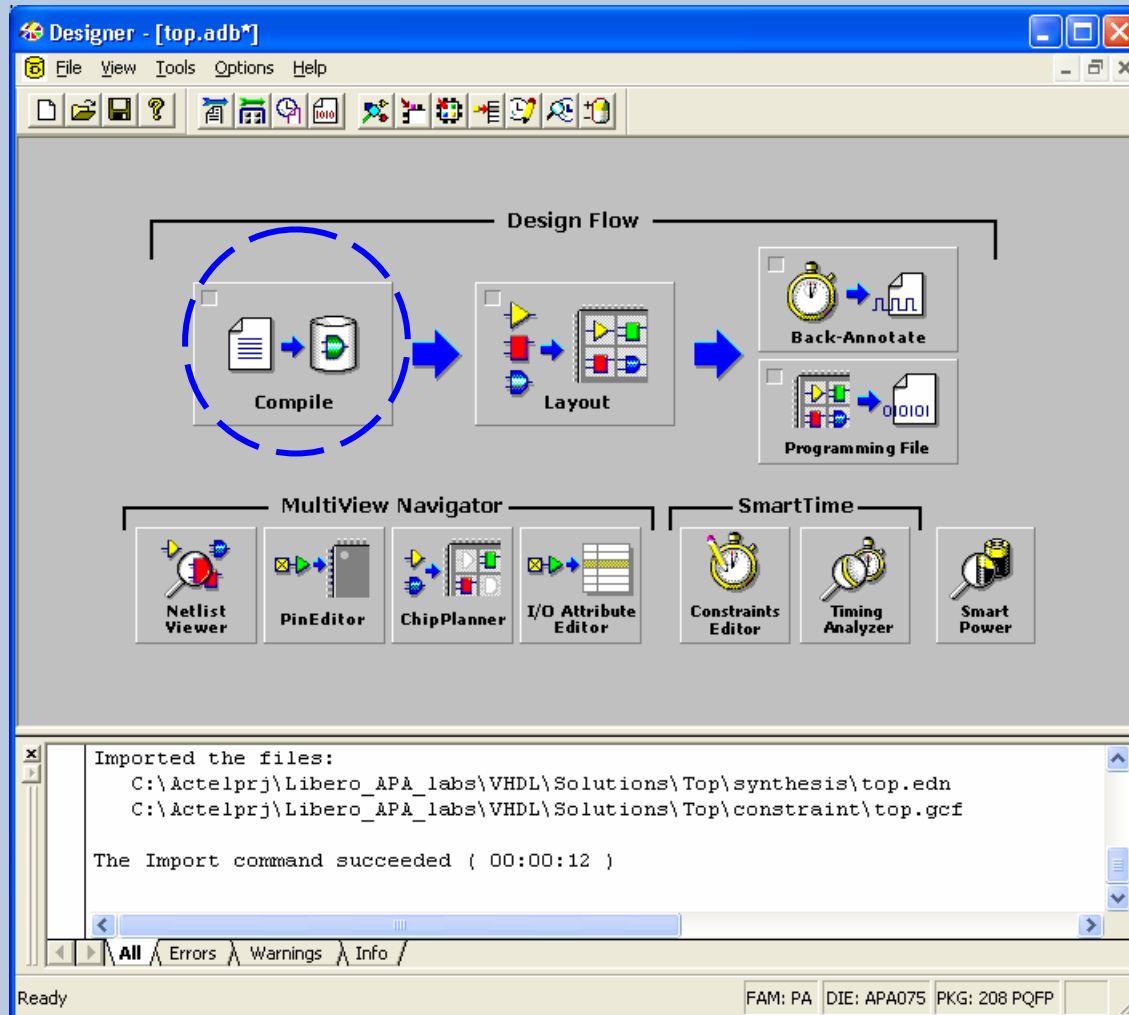 Designer - [top.adb*]
File View Tools Options Help
Design Flow
Compile
Layout
Back-Annotate
010101
Programming File
MultiView Navigator
SmartTime
Netlist
Viewer
PinEditor
ChipPlanner
I/O Attribute
Editor
Constraints
Editor
Timing
Analyzer
Smart
Power
Imported the files:
C:\Actelprj\Libero_APA_labs\VHDL\Solutions\Top\synthesis\top.edn
C:\Actelprj\Libero_APA_labs\VHDL\Solutions\Top\constraint\top.gcf
The Import command succeeded ( 00:00:12 )
All Errors Warnings Info
Ready
FAM: PA DIE: APA075 PKG: 208 PQFP